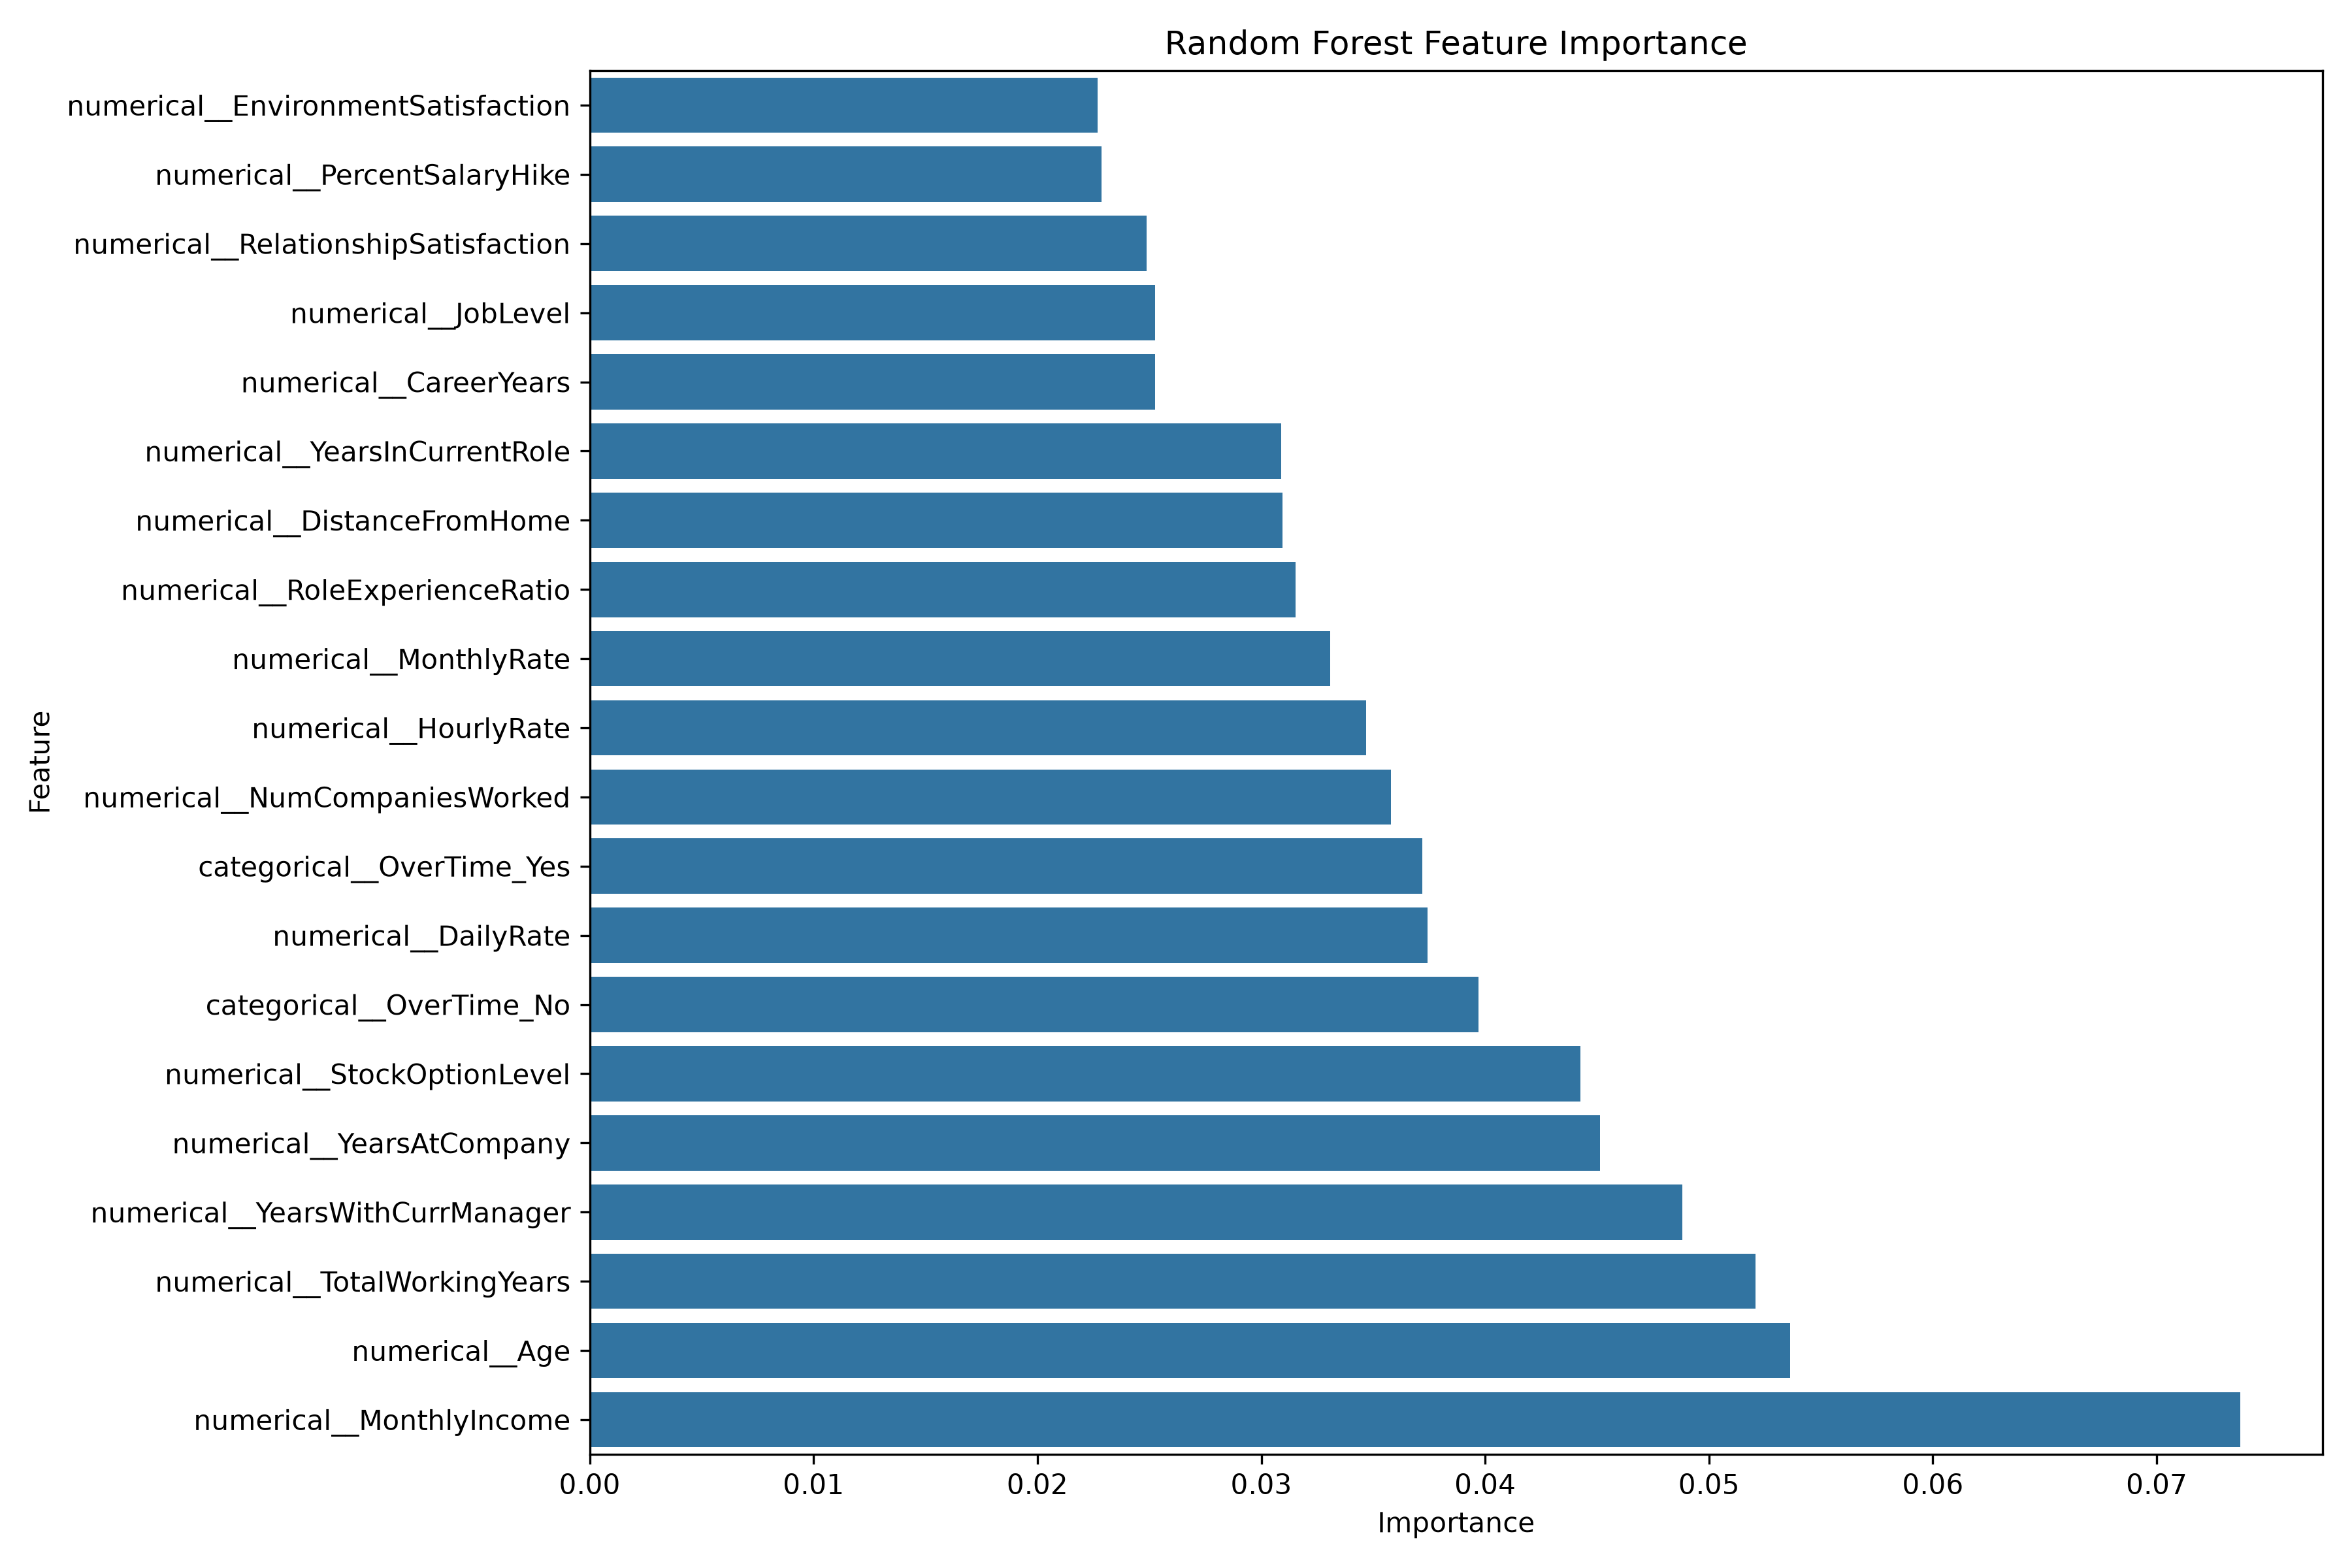 Random Forest Feature Importance
numerical__EnvironmentSatisfaction
numerical__PercentSalaryHike
numerical__RelationshipSatisfaction
numerical__JobLevel
numerical__CareerYears
numerical__YearsInCurrentRole
numerical__DistanceFromHome
numerical__RoleExperienceRatio
numerical__MonthlyRate
numerical__HourlyRate
numerical__NumCompaniesWorked
categorical__OverTime_Yes
numerical__DailyRate
categorical__OverTime_No
numerical__StockOptionLevel
numerical__YearsAtCompany
numerical__YearsWithCurrManager
numerical__TotalWorkingYears
numerical__Age
numerical__MonthlyIncome
Feature
0.00 0.01 0.02 0.03 0.04 0.05 0.06 0.07
Importance